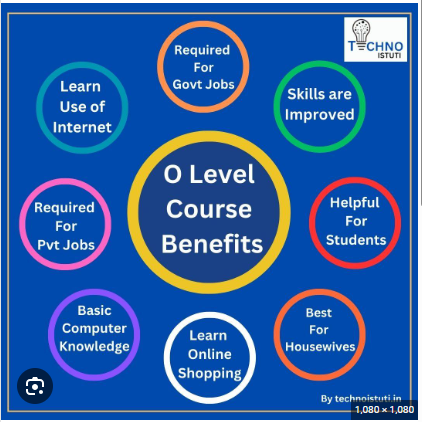 TECHNO
ISTUTI
Required
For
Govt Jobs
Learn
Use of
Internet
Skills are
Improved
O Level
Course
Benefits
Required
For
Pvt Jobs
Helpful
For
Students
Basic
Computer
Knowledge
Learn
Online
Shopping
Best
For
Housewives
By technoistuti.in
1,080 × 1,080